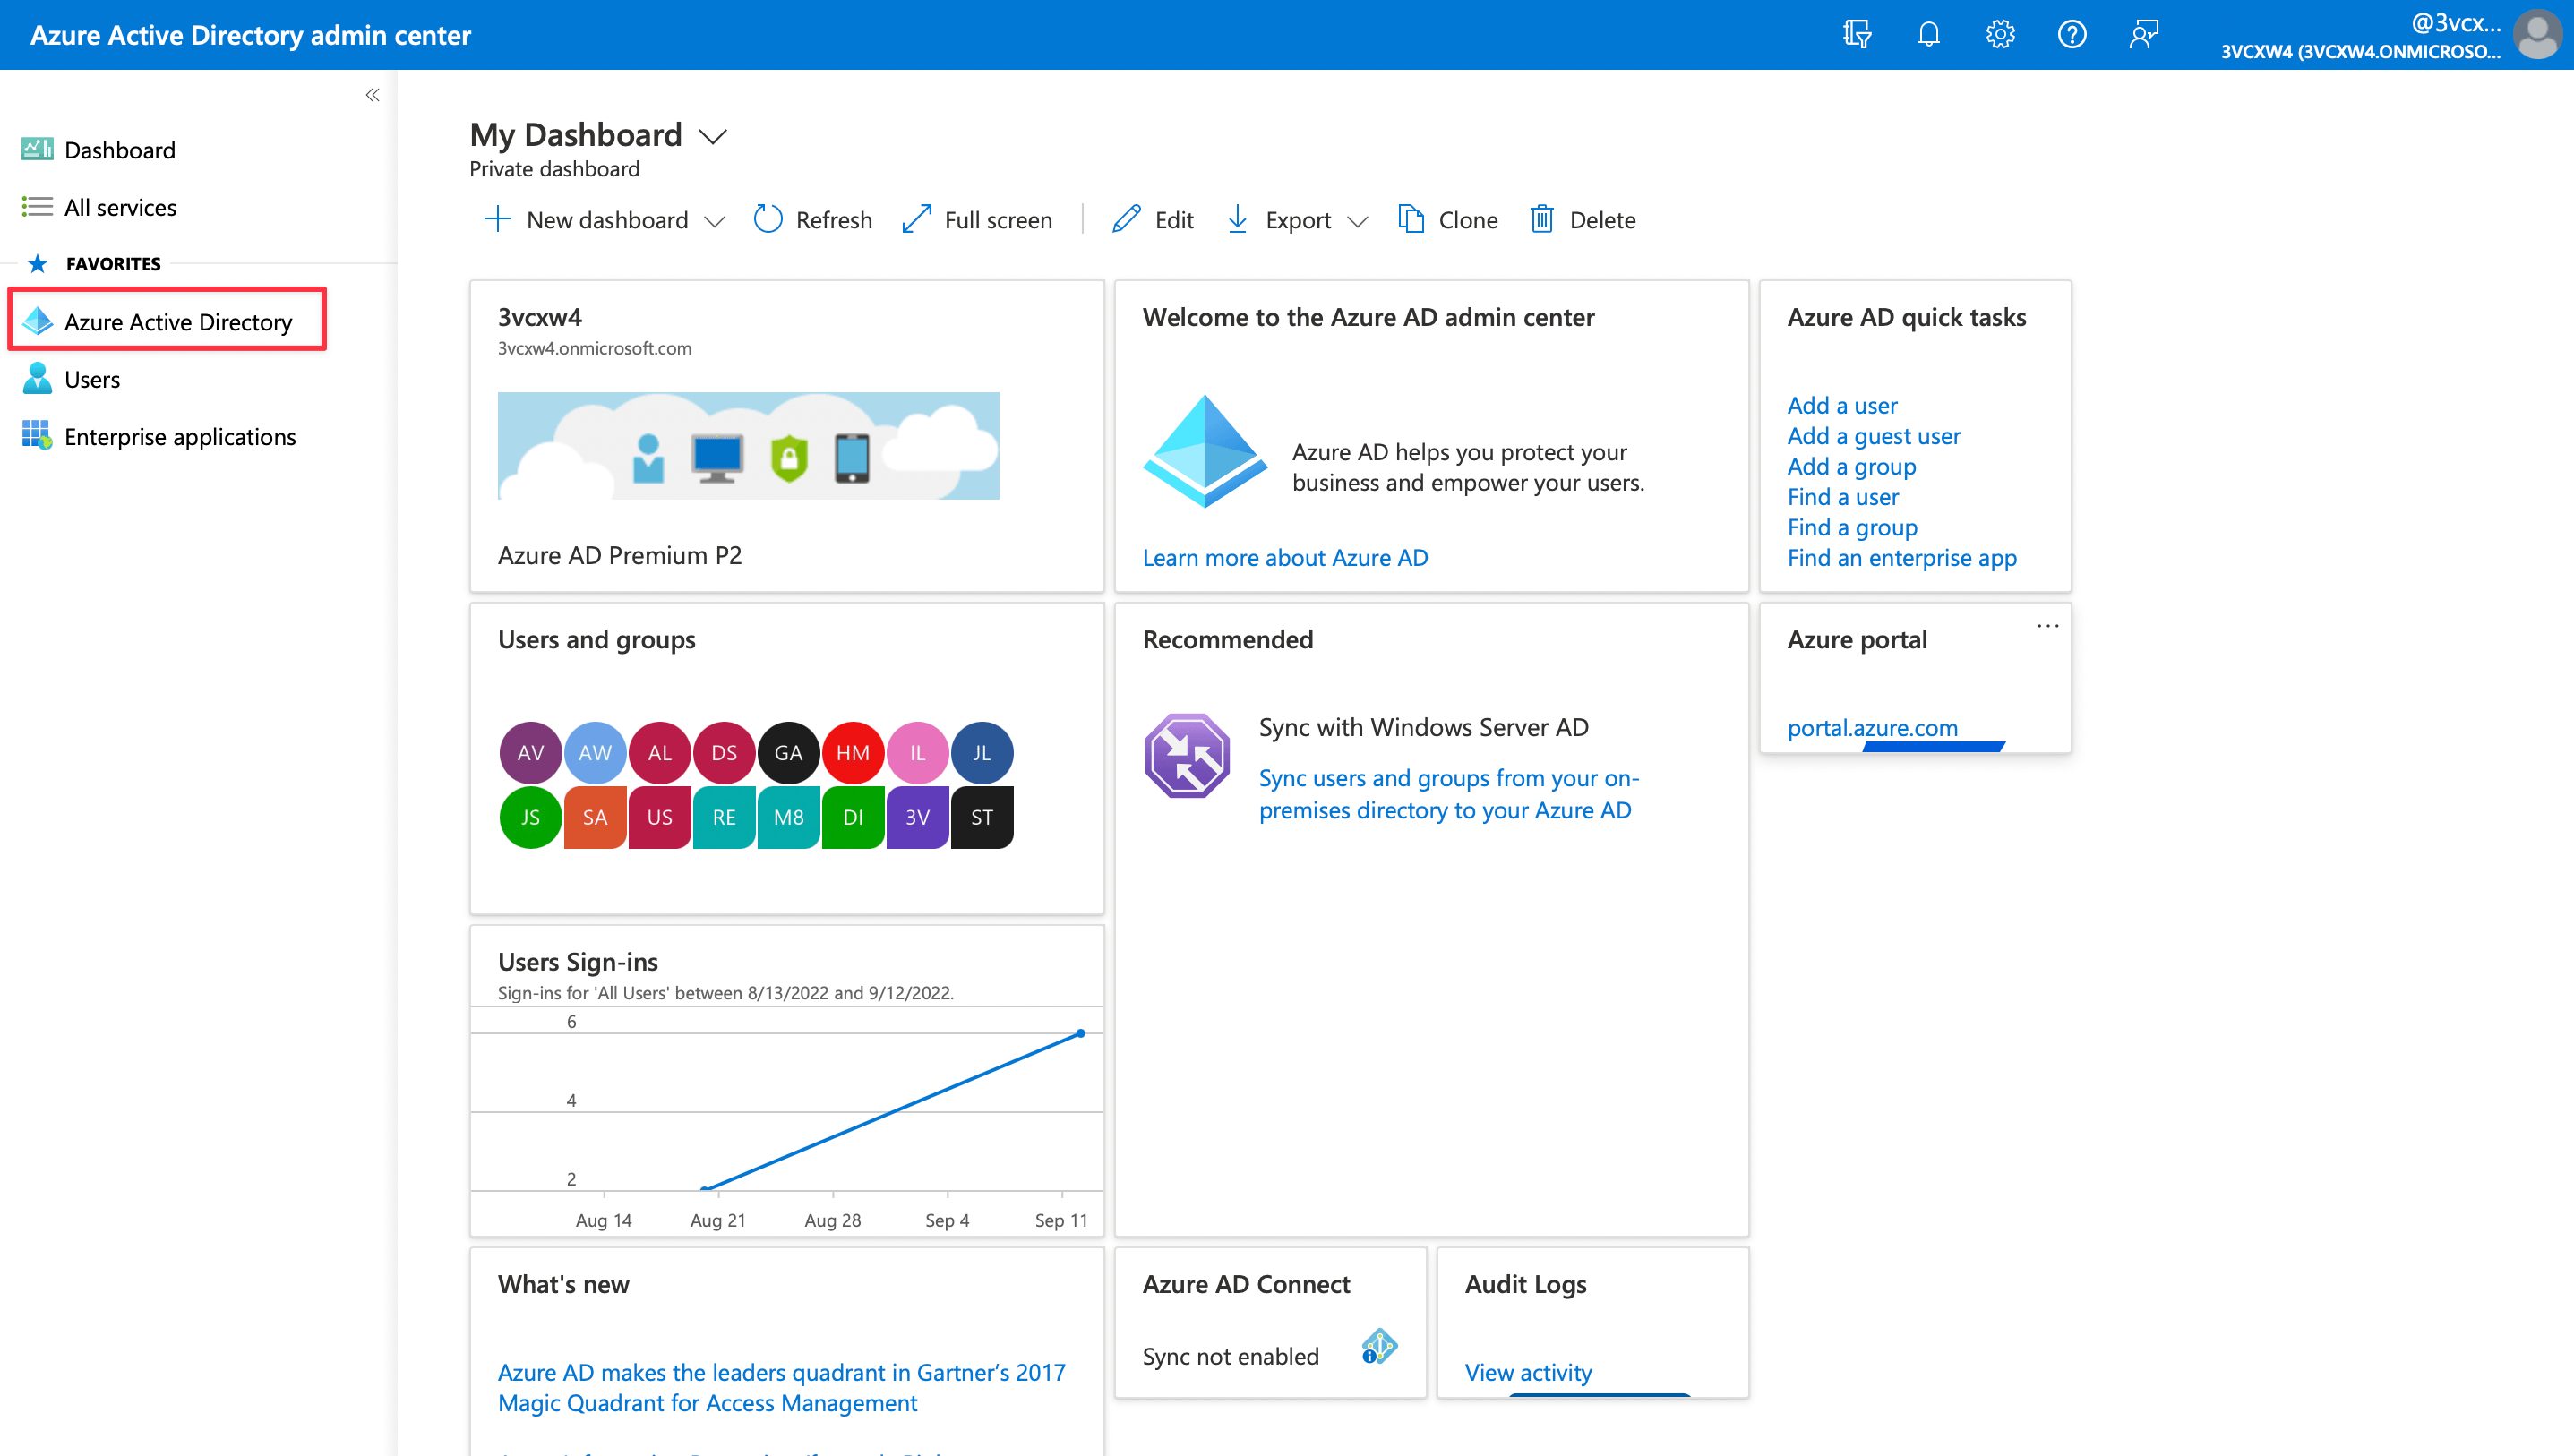 Azure Active Directory admin center
@3vcx...
3VCXW4 (3VCXW4.ONMICROSO...
Dashboard
All services
FAVORITES
Azure Active Directory
Users
Enterprise applications
My Dashboard
Private dashboard
New dashboard
Refresh
Full screen
Edit
Export
Clone
Delete
3vcxw4
3vcxw4.onmicrosoft.com
Azure AD Premium P2
Welcome to the Azure AD admin center
Azure AD helps you protect your
business and empower your users.
Learn more about Azure AD
Azure AD quick tasks
Add a user
Add a guest user
Add a group
Find a user
Find a group
Find an enterprise app
Users and groups
AV AW AL DS GA HM IL JL
JS SA US RE M8 DI 3V ST
Recommended
Sync with Windows Server AD
Sync users and groups from your on-
premises directory to your Azure AD
Azure portal
...
portal.azure.com
Users Sign-ins
Sign-ins for 'All Users' between 8/13/2022 and 9/12/2022.
6
4
2
Aug 14 Aug 21 Aug 28 Sep 4 Sep 11
What's new
Azure AD makes the leaders quadrant in Gartner’s 2017
Magic Quadrant for Access Management
Azure AD Connect
Sync not enabled
Audit Logs
View activity